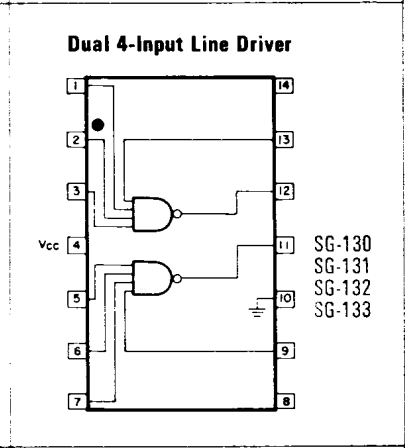 Dual 4-Input Line Driver
1 14
2 13
3 12
Vcc 4 11 SG-130
SG-131
5 10 SG-132
SG-133
6 9
7 8